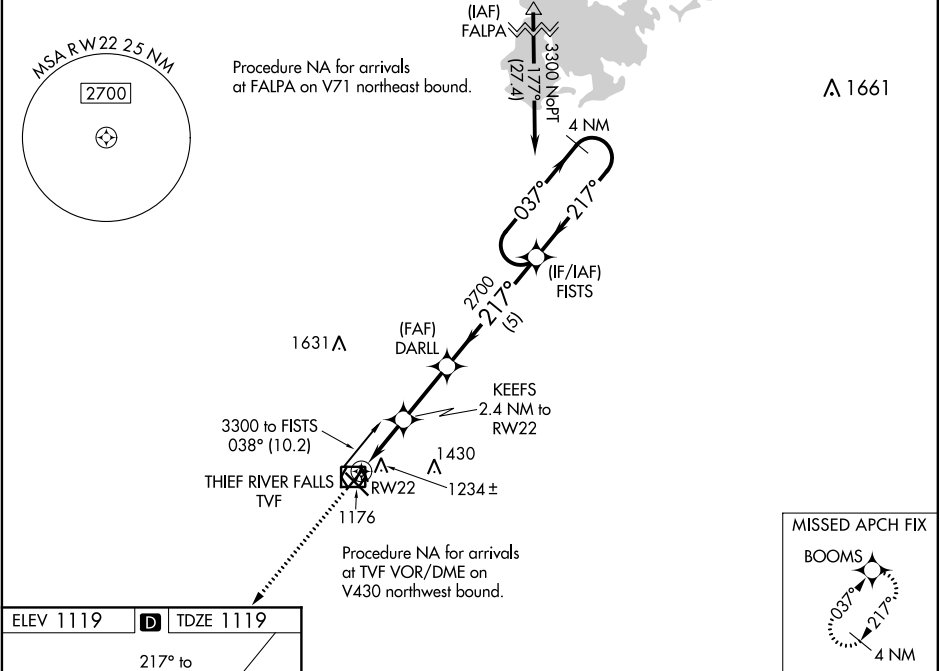 (IAF)
FALPA
3300 NoPT
177°
(27.4)
MSA RW22 25 NM
2700
Procedure NA for arrivals
at FALPA on V71 northeast bound.
1661
4 NM
037°
217°
(IF/IAF)
FISTS
2700
217°
(5)
(FAF)
DARLL
1631
KEEFS
2.4 NM to
RW22
3300 to FISTS
038° (10.2)
1430
THIEF RIVER FALLS
TVF
RW22
1234 ±
1176
Procedure NA for arrivals
at TVF VOR/DME on
V430 northwest bound.
MISSED APCH FIX
BOOMS
037°
217°
4 NM
ELEV 1119 D TDZE 1119
217° to